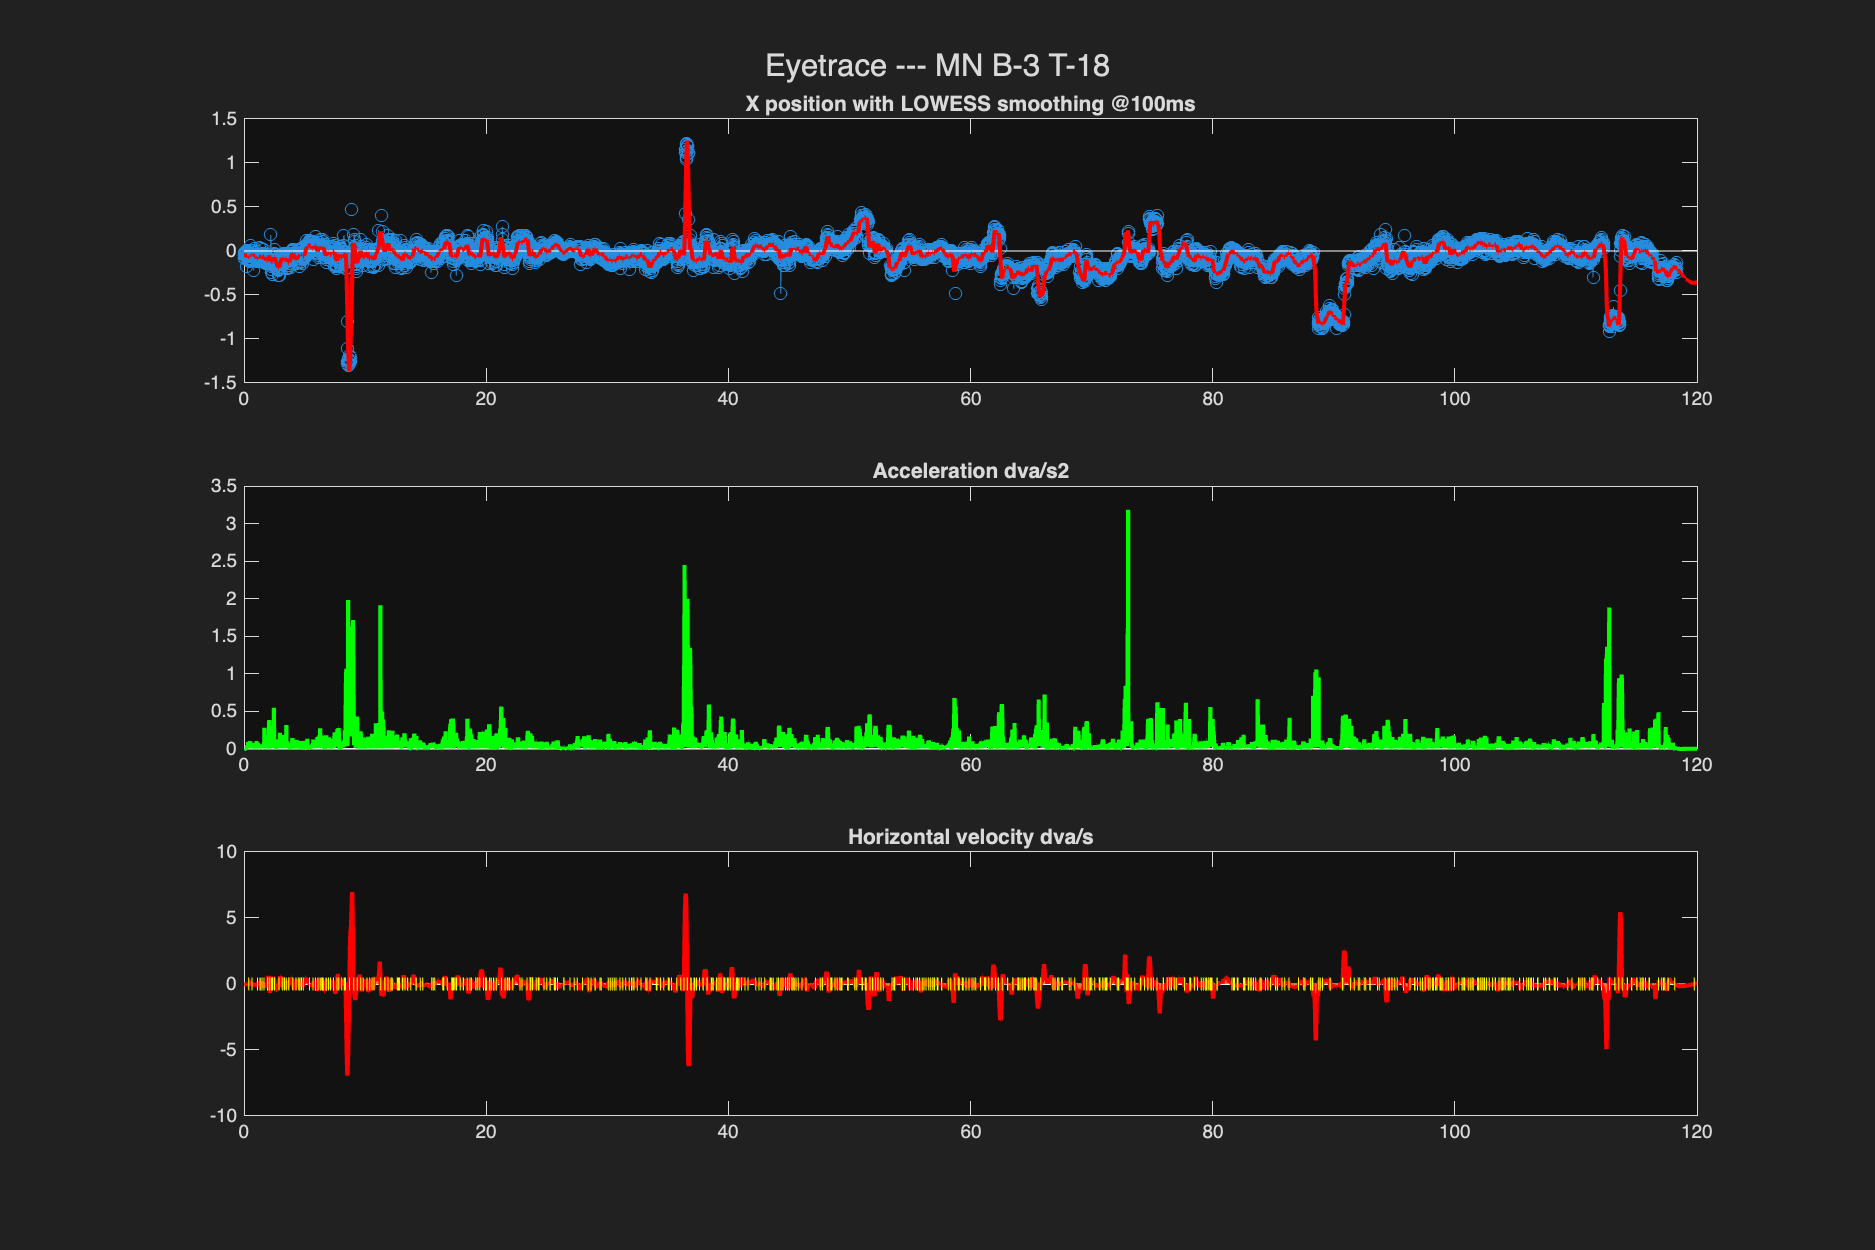 Eyetrace --- MN B-3 T-18
X position with LOWESS smoothing @100ms
1.5
1
0.5
0
-0.5
-1
-1.5
0 20 40 60 80 100 120
Acceleration dva/s2
3.5
3
2.5
2
1.5
1
0.5
0
0 20 40 60 80 100 120
Horizontal velocity dva/s
10
5
0
-5
-10
0 20 40 60 80 100 120